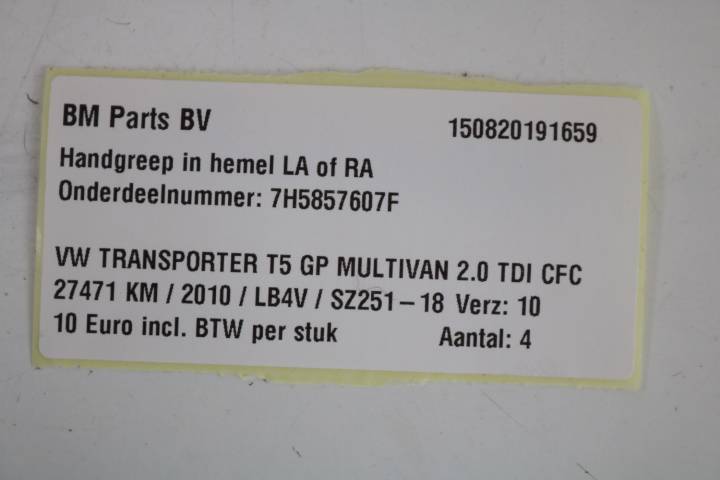 BM Parts BV 150820191659
Handgreep in hemel LA of RA
Onderdeelnummer: 7H5857607F
VW TRANSPORTER T5 GP MULTIVAN 2.0 TDI CFC
27471 KM / 2010 / LB4V / SZ251-18 Verz: 10
10 Euro incl. BTW per stuk Aantal: 4